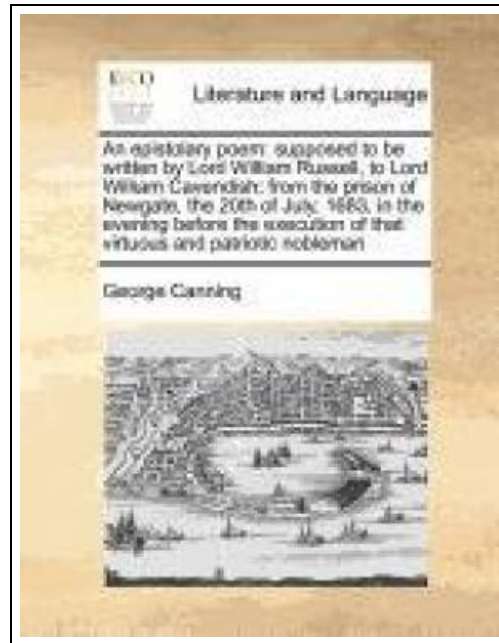 ECCO
Literature and Language
An epistolary poem: supposed to be
written by Lord William Russell, to Lord
William Cavendish; from the prison of
Newgate, the 20th of July, 1683, in the
evening before the execution of that
virtuous and patriotic nobleman
George Canning